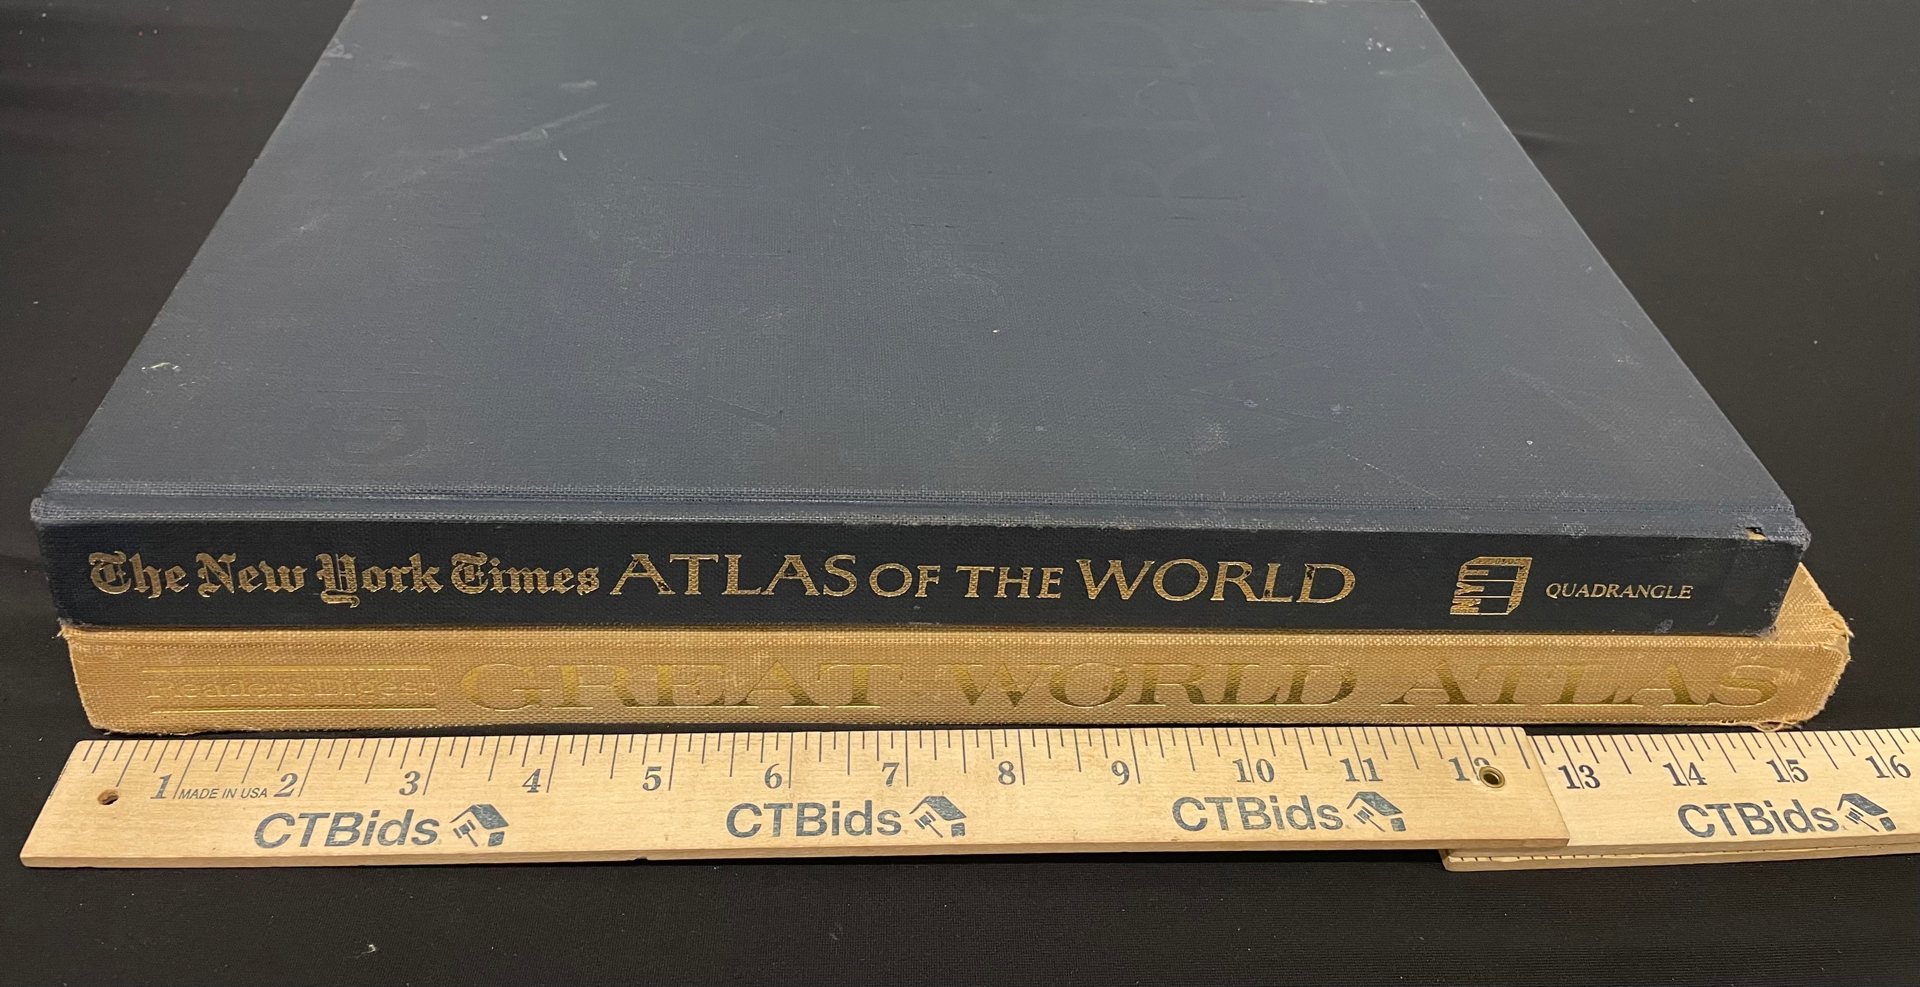 The New York Times ATLAS OF THE WORLD NYT QUADRANGLE
Reader's Digest GREAT WORLD ATLAS
1 2 3 4 5 6 7 8 9 10 11 12 13 14 15 16
MADE IN USA
CTBids CTBids CTBids CTBids